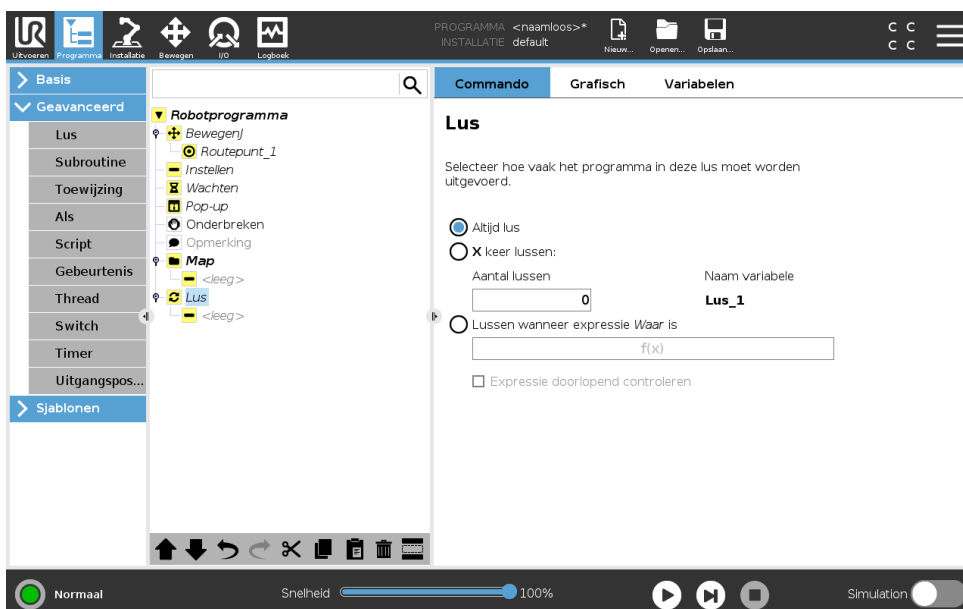 PROGRAMMA <naamloos>*
INSTALLATIE default
Uitvoeren Programma Installatie Bewegen I/O Logboek Nieuw... Openen... Opslaan...
C C
C C
Basis
Geavanceerd
Lus
Subroutine
Toewijzing
Als
Script
Gebeurtenis
Thread
Switch
Timer
Uitgangspos...
Sjablonen
Robotprogramma
BewegenJ
Routepunt_1
Instellen
Wachten
Pop-up
Onderbreken
Opmerking
Map
<leeg>
Lus
<leeg>
Commando Grafisch Variabelen
Lus
Selecteer hoe vaak het programma in deze lus moet worden
uitgevoerd.
Altijd lus
X keer lussen:
Aantal lussen Naam variabele
0 Lus_1
Lussen wanneer expressie Waar is
f(x)
Expressie doorlopend controleren
Normaal Snelheid 100% Simulation